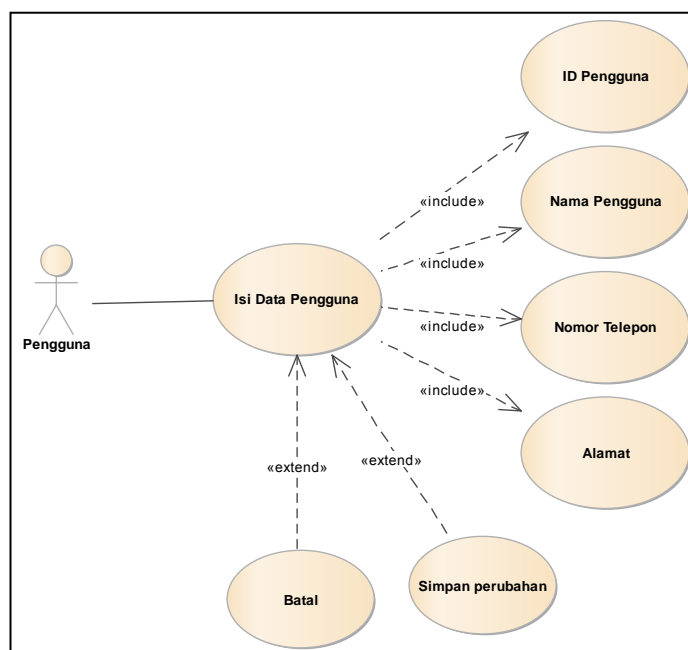 ID Pengguna
«include»
Nama Pengguna
«include»
Isi Data Pengguna
Pengguna
Nomor Telepon
«include»
«include»
Alamat
«extend»
«extend»
Batal
Simpan perubahan